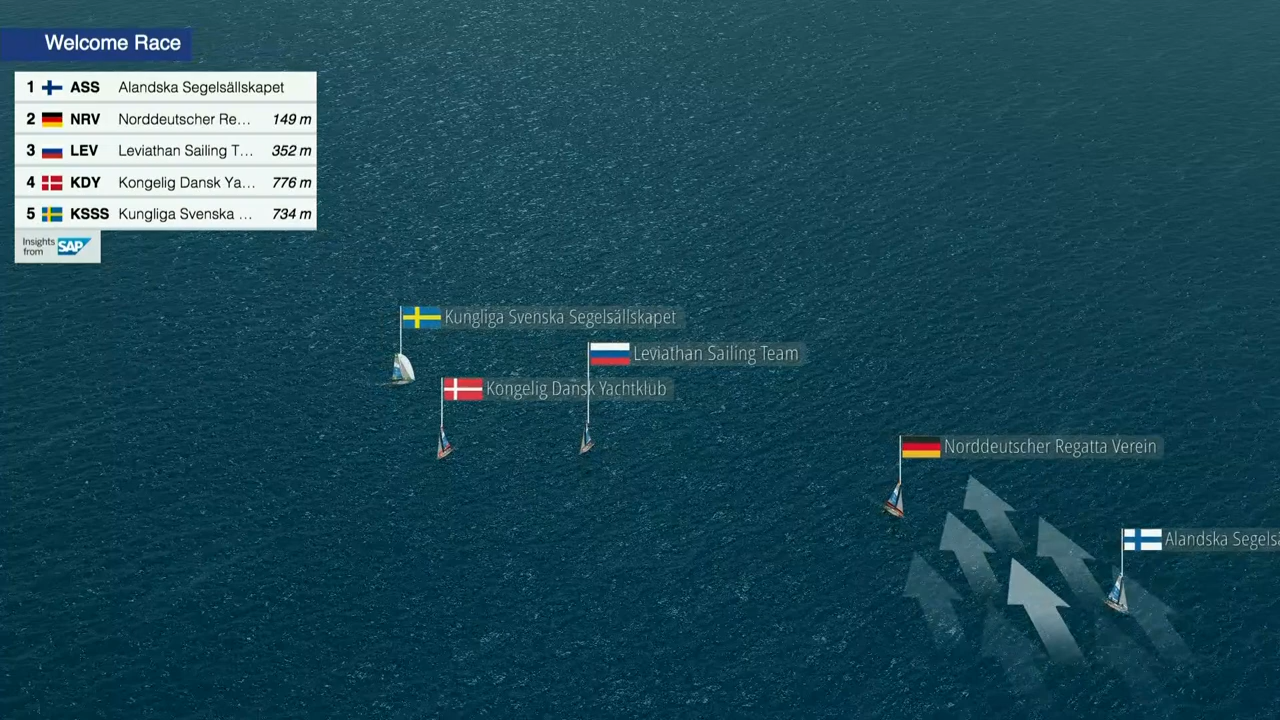 Welcome Race
1 ASS Alandska Segelsällskapet
2 NRV Norddeutscher Re... 149 m
3 LEV Leviathan Sailing T... 352 m
4 KDY Kongelig Dansk Ya... 776 m
5 KSSS Kungliga Svenska ... 734 m
Insights
from SAP
Kungliga Svenska Segelsällskapet
Leviathan Sailing Team
Kongelig Dansk Yachtklub
Norddeutscher Regatta Verein
Alandska Segelsä